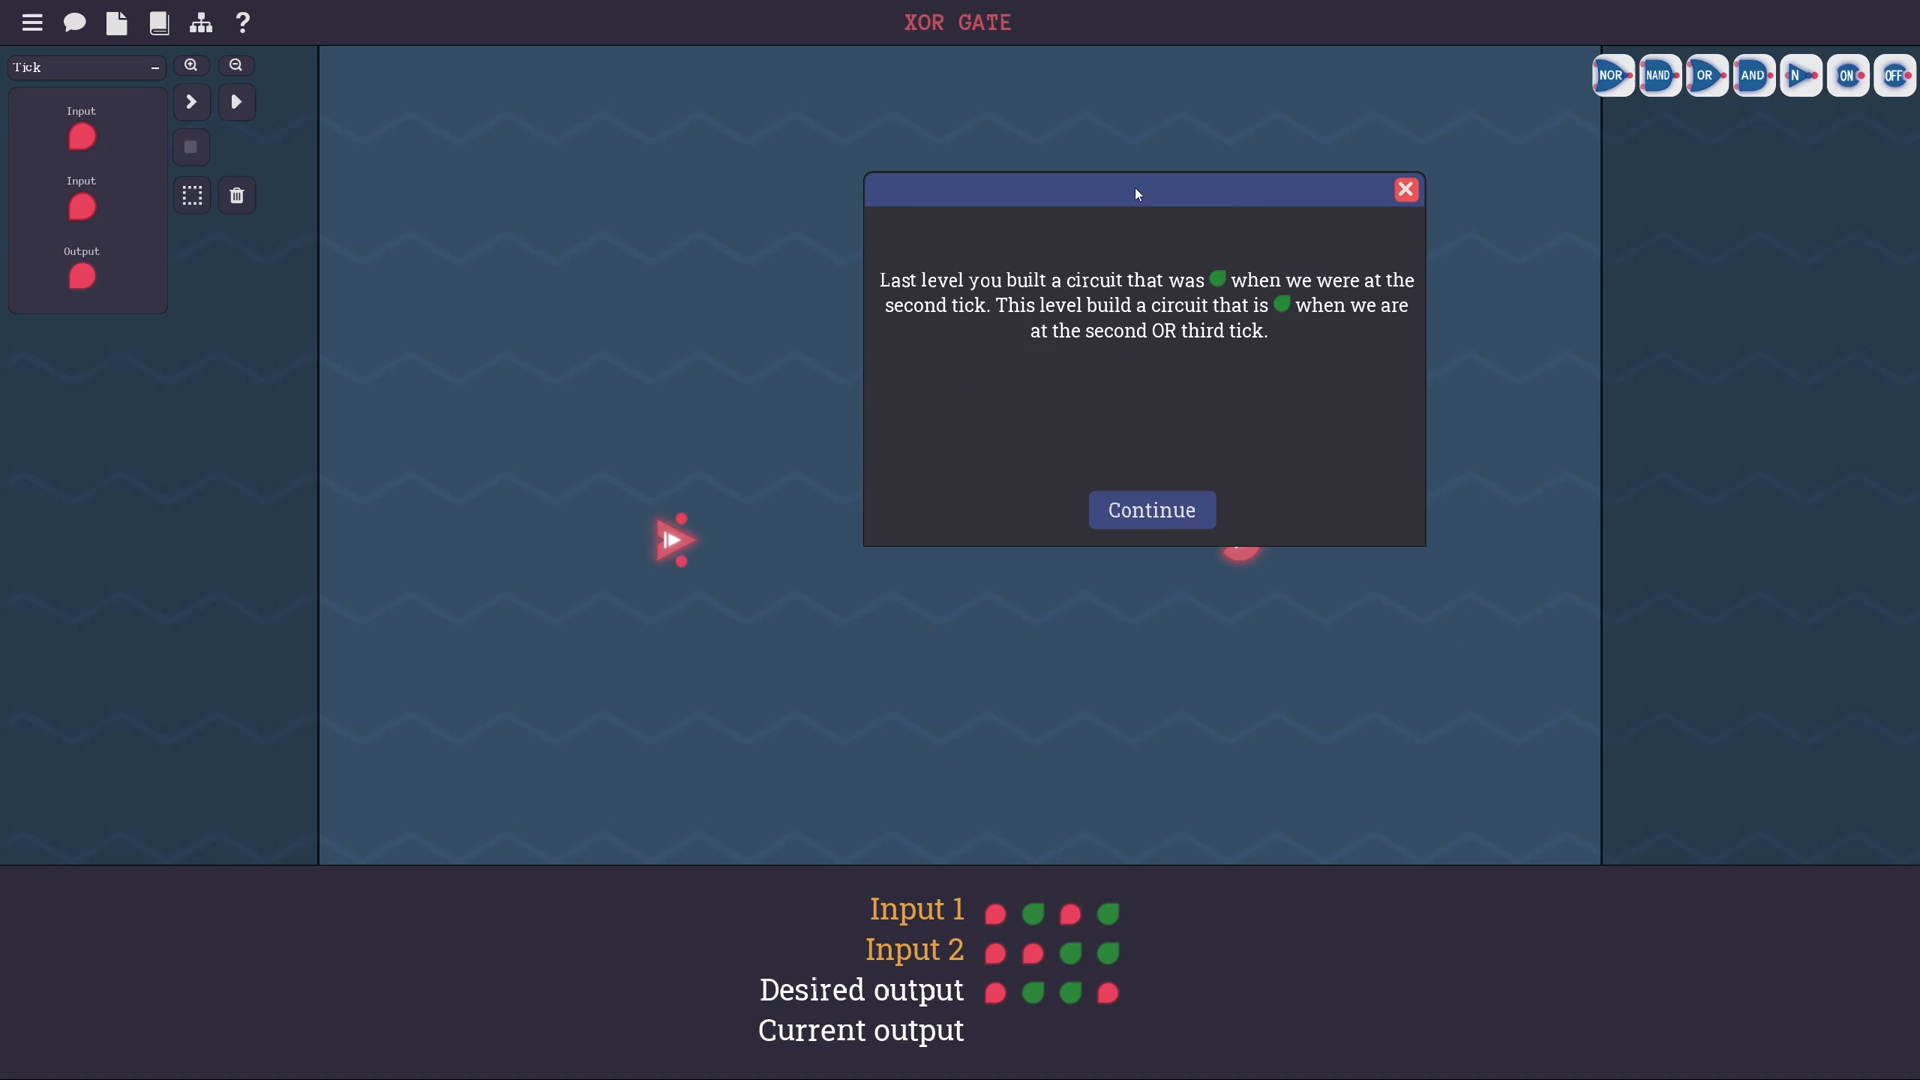 XOR GATE
Tick
Input
Input
Output
NOR NAND OR AND N ON OFF
Last level you built a circuit that was when we were at the
second tick. This level build a circuit that is when we are
at the second OR third tick.
Continue
Input 1
Input 2
Desired output
Current output